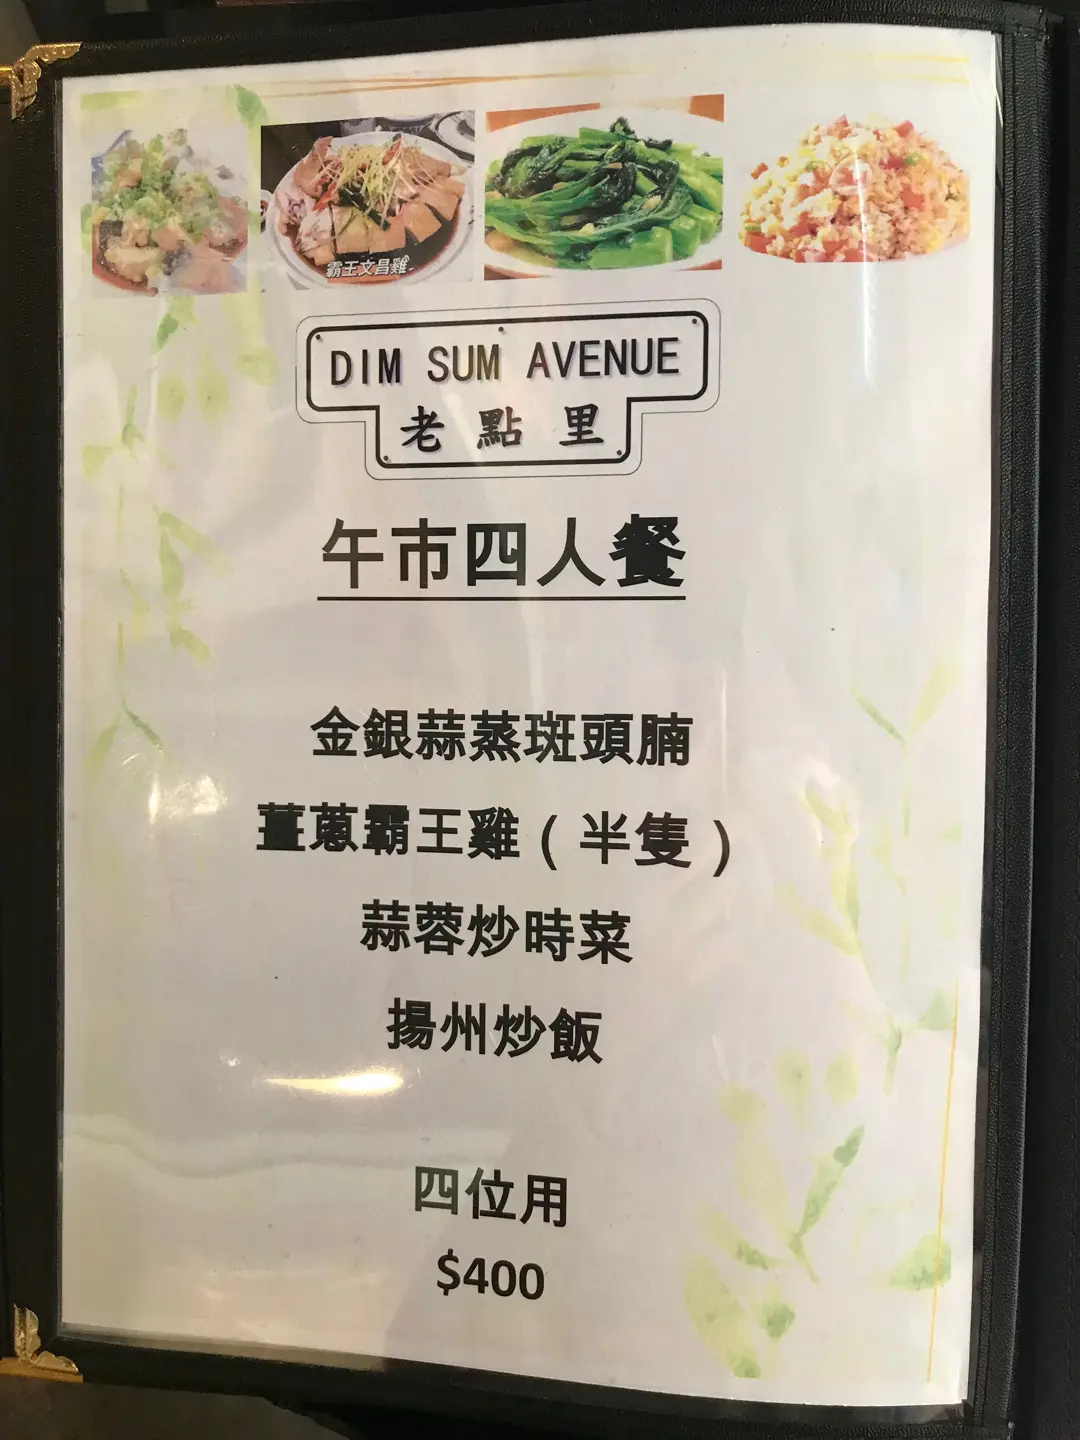 霸王文昌雞
DIM SUM AVENUE
老點里
午市四人餐
金銀蒜蒸斑頭腩
薑蔥霸王雞（半隻）
蒜蓉炒時菜
揚州炒飯
四位用
$400